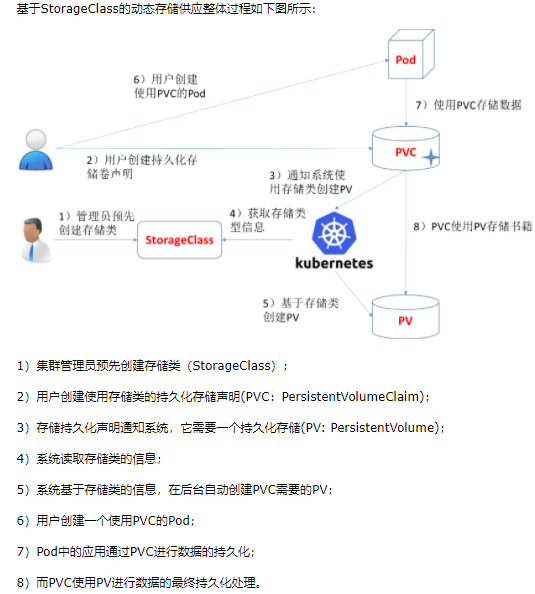 基于StorageClass的动态存储供应整体过程如下图所示：
6）用户创建
使用PVC的Pod
Pod
7）使用PVC存储数据
PVC
2）用户创建持久化存
储卷声明
3）通知系统使
用存储类创建PV
1）管理员预先
创建存储类
StorageClass
4）获取存储类
型信息
kubernetes
8）PVC使用PV存储书籍
5）基于存储类
创建PV
PV
1）集群管理员预先创建存储类（StorageClass）;
2）用户创建使用存储类的持久化存储声明(PVC：PersistentVolumeClaim);
3）存储持久化声明通知系统，它需要一个持久化存储(PV: PersistentVolume);
4）系统读取存储类的信息;
5）系统基于存储类的信息，在后台自动创建PVC需要的PV;
6）用户创建一个使用PVC的Pod;
7）Pod中的应用通过PVC进行数据的持久化;
8）而PVC使用PV进行数据的最终持久化处理。